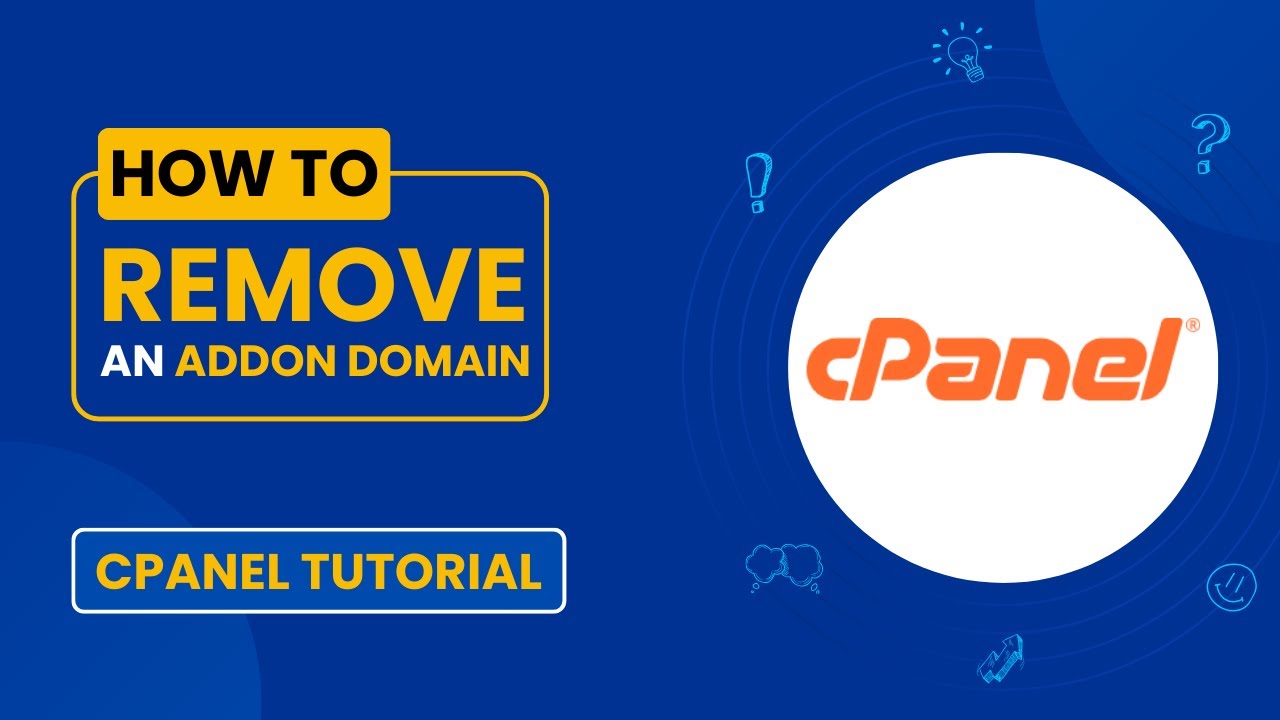 HOW TO
REMOVE
AN ADDON DOMAIN
CPANEL TUTORIAL
cPanel®